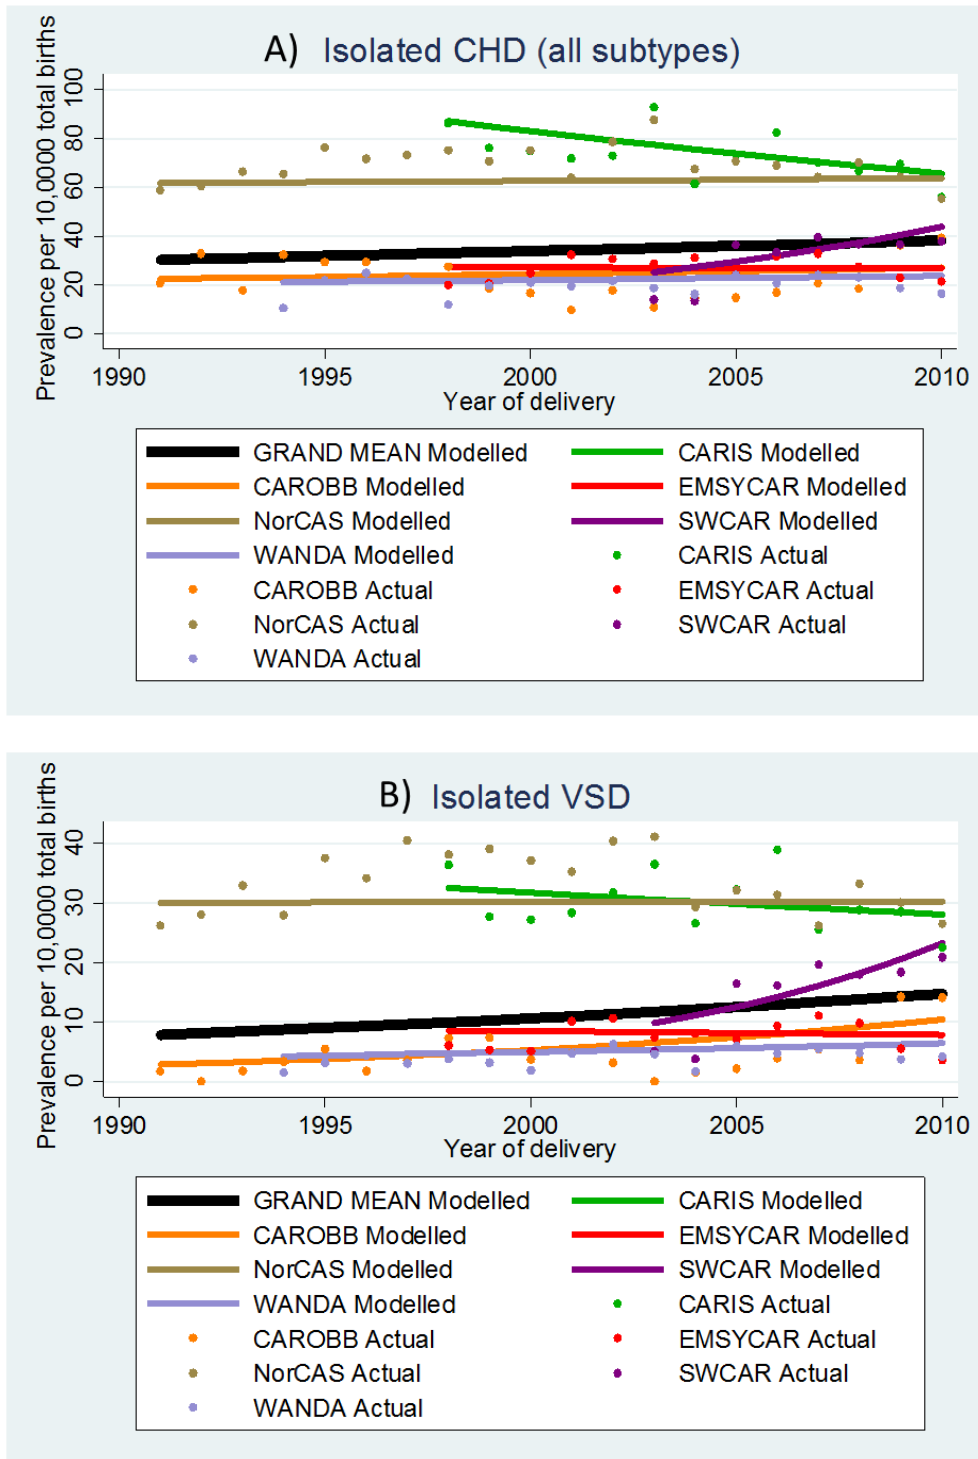 A) Isolated CHD (all subtypes)
Prevalence per 10,0000 total births
100
80
60
40
20
0
1990 1995 2000 2005 2010
Year of delivery
GRAND MEAN Modelled CARIS Modelled
CAROBB Modelled EMSYCAR Modelled
NorCAS Modelled SWCAR Modelled
WANDA Modelled CARIS Actual
CAROBB Actual EMSYCAR Actual
NorCAS Actual SWCAR Actual
WANDA Actual
B) Isolated VSD
Prevalence per 10,0000 total births
40
30
20
10
0
1990 1995 2000 2005 2010
Year of delivery
GRAND MEAN Modelled CARIS Modelled
CAROBB Modelled EMSYCAR Modelled
NorCAS Modelled SWCAR Modelled
WANDA Modelled CARIS Actual
CAROBB Actual EMSYCAR Actual
NorCAS Actual SWCAR Actual
WANDA Actual